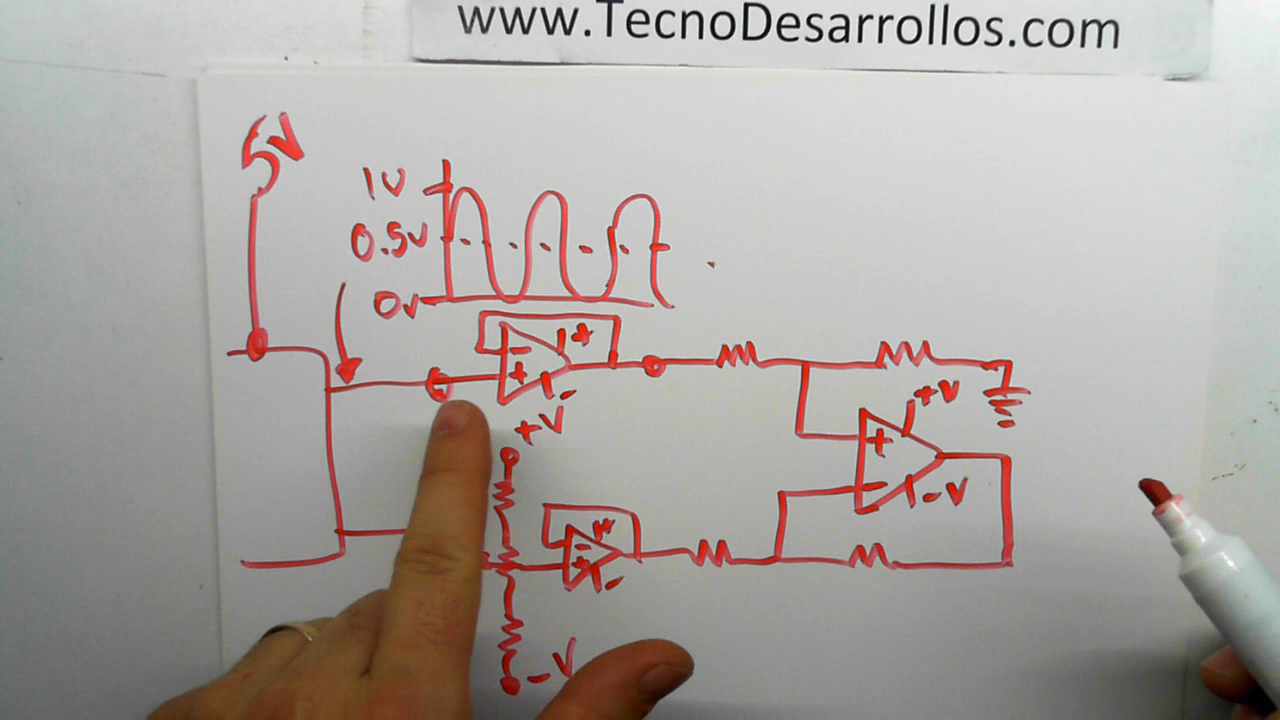 www.TecnoDesarrollos.com
5V
1V
0.5V
0V
- +
+ -
+V
+V
+
- -V
- +
+ -
-V